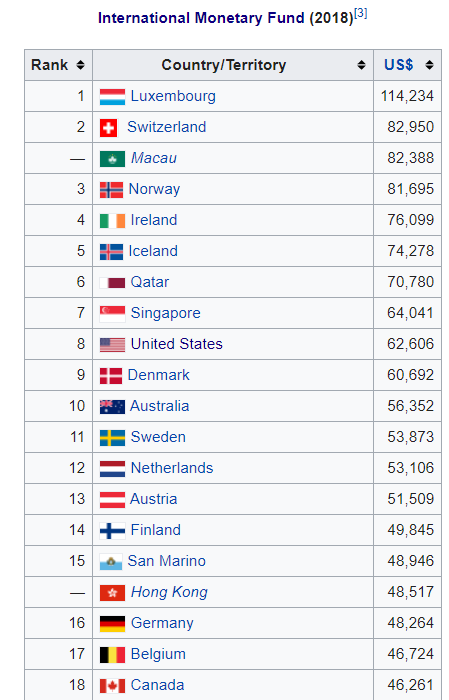 International Monetary Fund (2018)[3]
Rank Country/Territory US$
1 Luxembourg 114,234
2 Switzerland 82,950
— Macau 82,388
3 Norway 81,695
4 Ireland 76,099
5 Iceland 74,278
6 Qatar 70,780
7 Singapore 64,041
8 United States 62,606
9 Denmark 60,692
10 Australia 56,352
11 Sweden 53,873
12 Netherlands 53,106
13 Austria 51,509
14 Finland 49,845
15 San Marino 48,946
— Hong Kong 48,517
16 Germany 48,264
17 Belgium 46,724
18 Canada 46,261